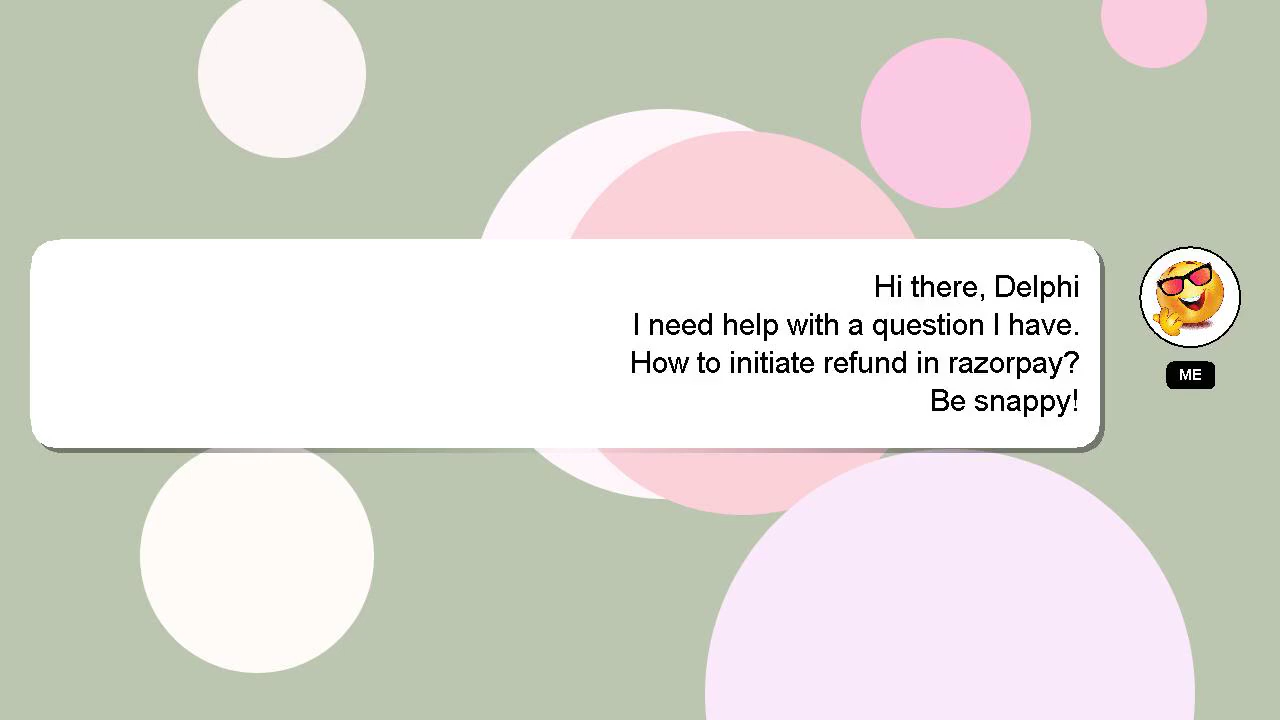 Hi there, Delphi
I need help with a question I have.
How to initiate refund in razorpay?
Be snappy!
ME